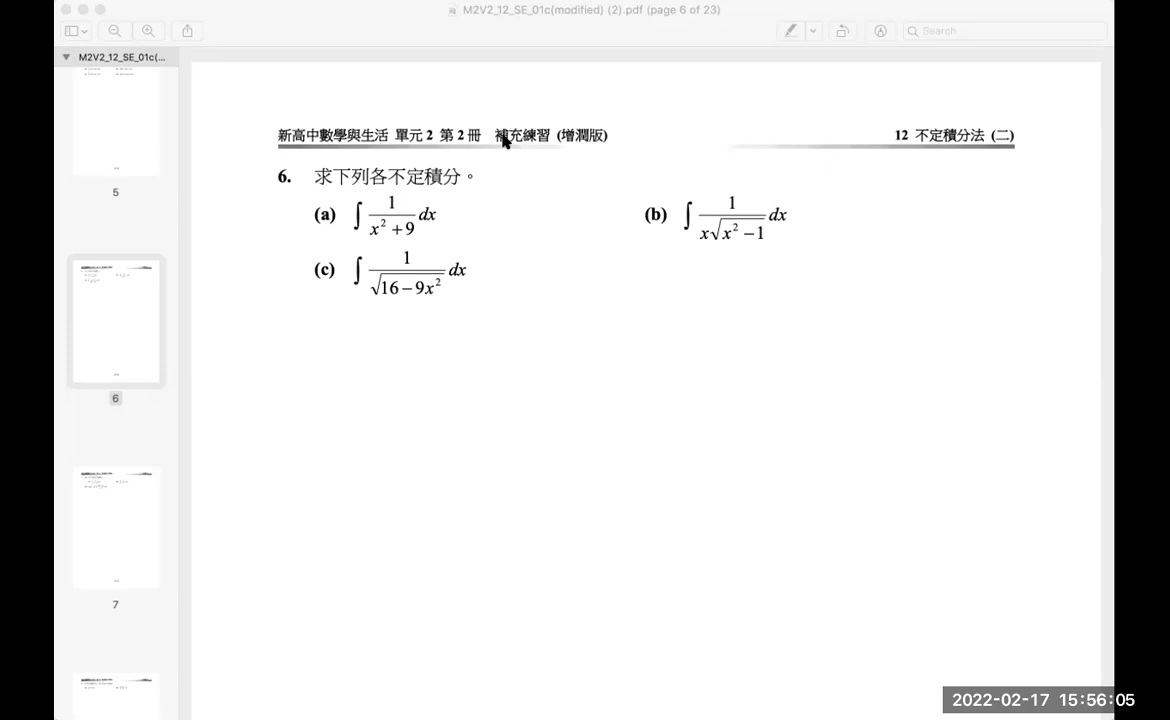 M2V2_12_SE_01c(modified) (2).pdf (page 6 of 23)
Search
M2V2_12_SE_01c(...
5
6
7
新高中數學與生活 單元 2 第 2 冊 補充練習 (增潤版)
12 不定積分法 (二)
6. 求下列各不定積分。
(a) ∫ 1/(x² + 9) dx
(b) ∫ 1/(x√(x² − 1)) dx
(c) ∫ 1/√(16 − 9x²) dx
2022-02-17 15:56:05